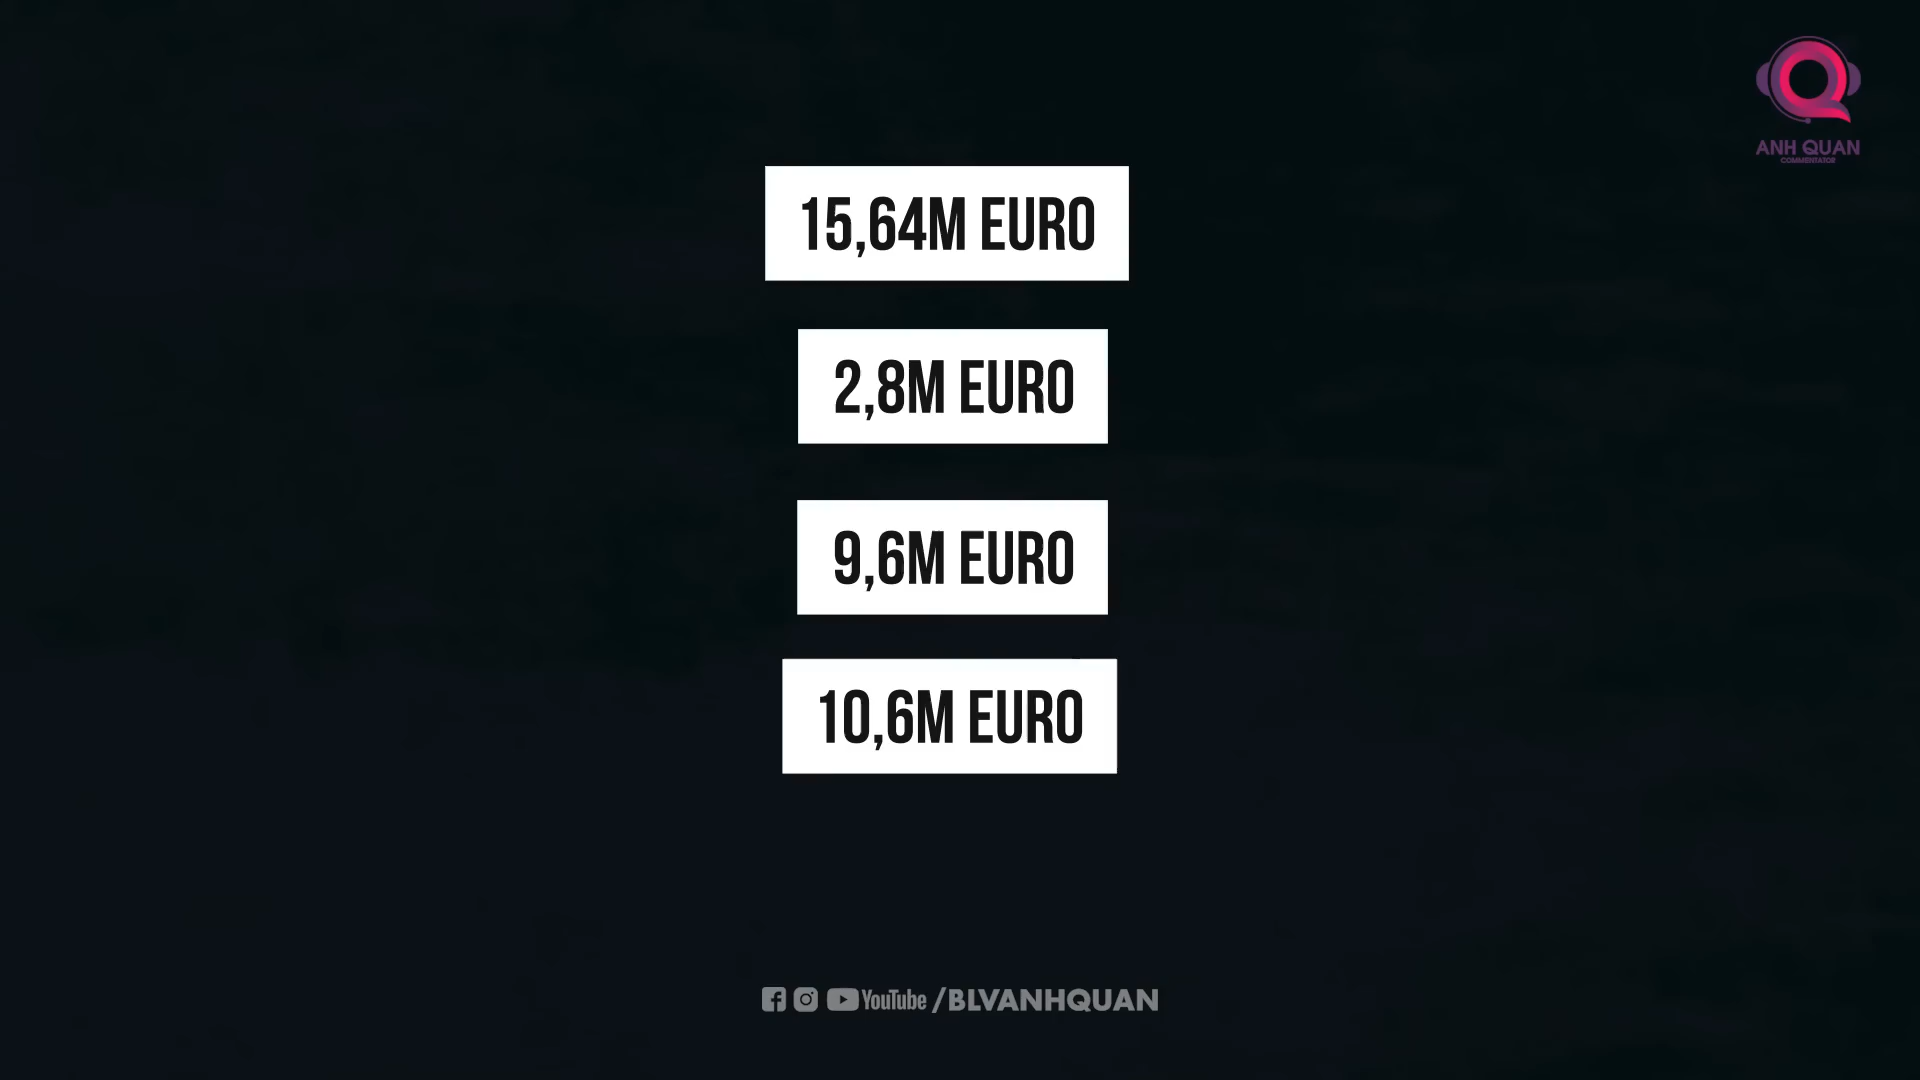 ANH QUAN
COMMENTATOR
15,64M EURO
2,8M EURO
9,6M EURO
10,6M EURO
YouTube /BLVANHQUAN